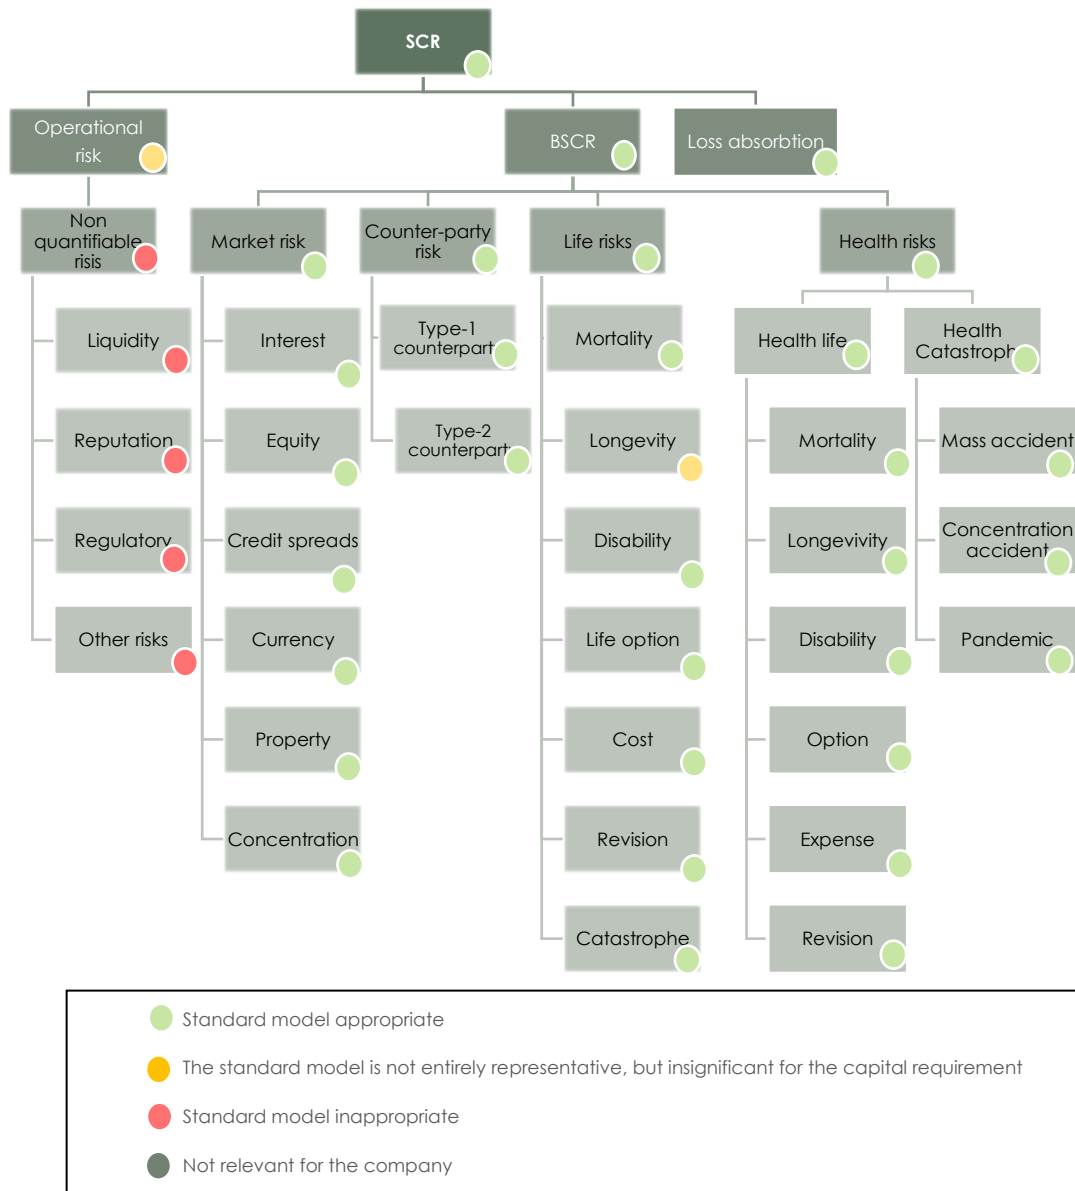 SCR
Operational
risk
BSCR
Loss absorbtion
Non
quantifiable
risis
Market risk
Counter-party
risk
Life risks
Health risks
Liquidity
Interest
Type-1
counterparty
Mortality
Health life
Health
Catastrophe
Reputation
Equity
Type-2
counterparty
Longevity
Mortality
Mass accident
Regulatory
Credit spreads
Disability
Longevivity
Concentration
accident
Other risks
Currency
Life option
Disability
Pandemic
Property
Cost
Option
Concentration
Revision
Expense
Catastrophe
Revision
Standard model appropriate
The standard model is not entirely representative, but insignificant for the capital requirement
Standard model inappropriate
Not relevant for the company